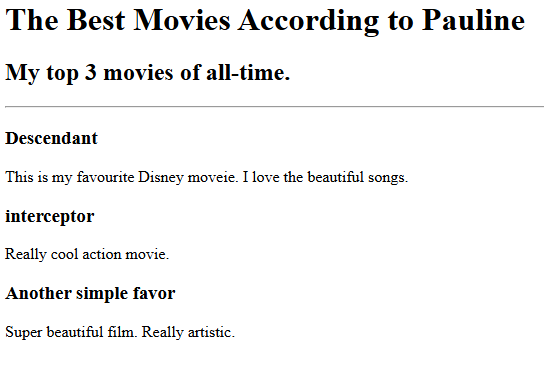 The Best Movies According to Pauline
My top 3 movies of all-time.
Descendant
This is my favourite Disney moveie. I love the beautiful songs.
interceptor
Really cool action movie.
Another simple favor
Super beautiful film. Really artistic.